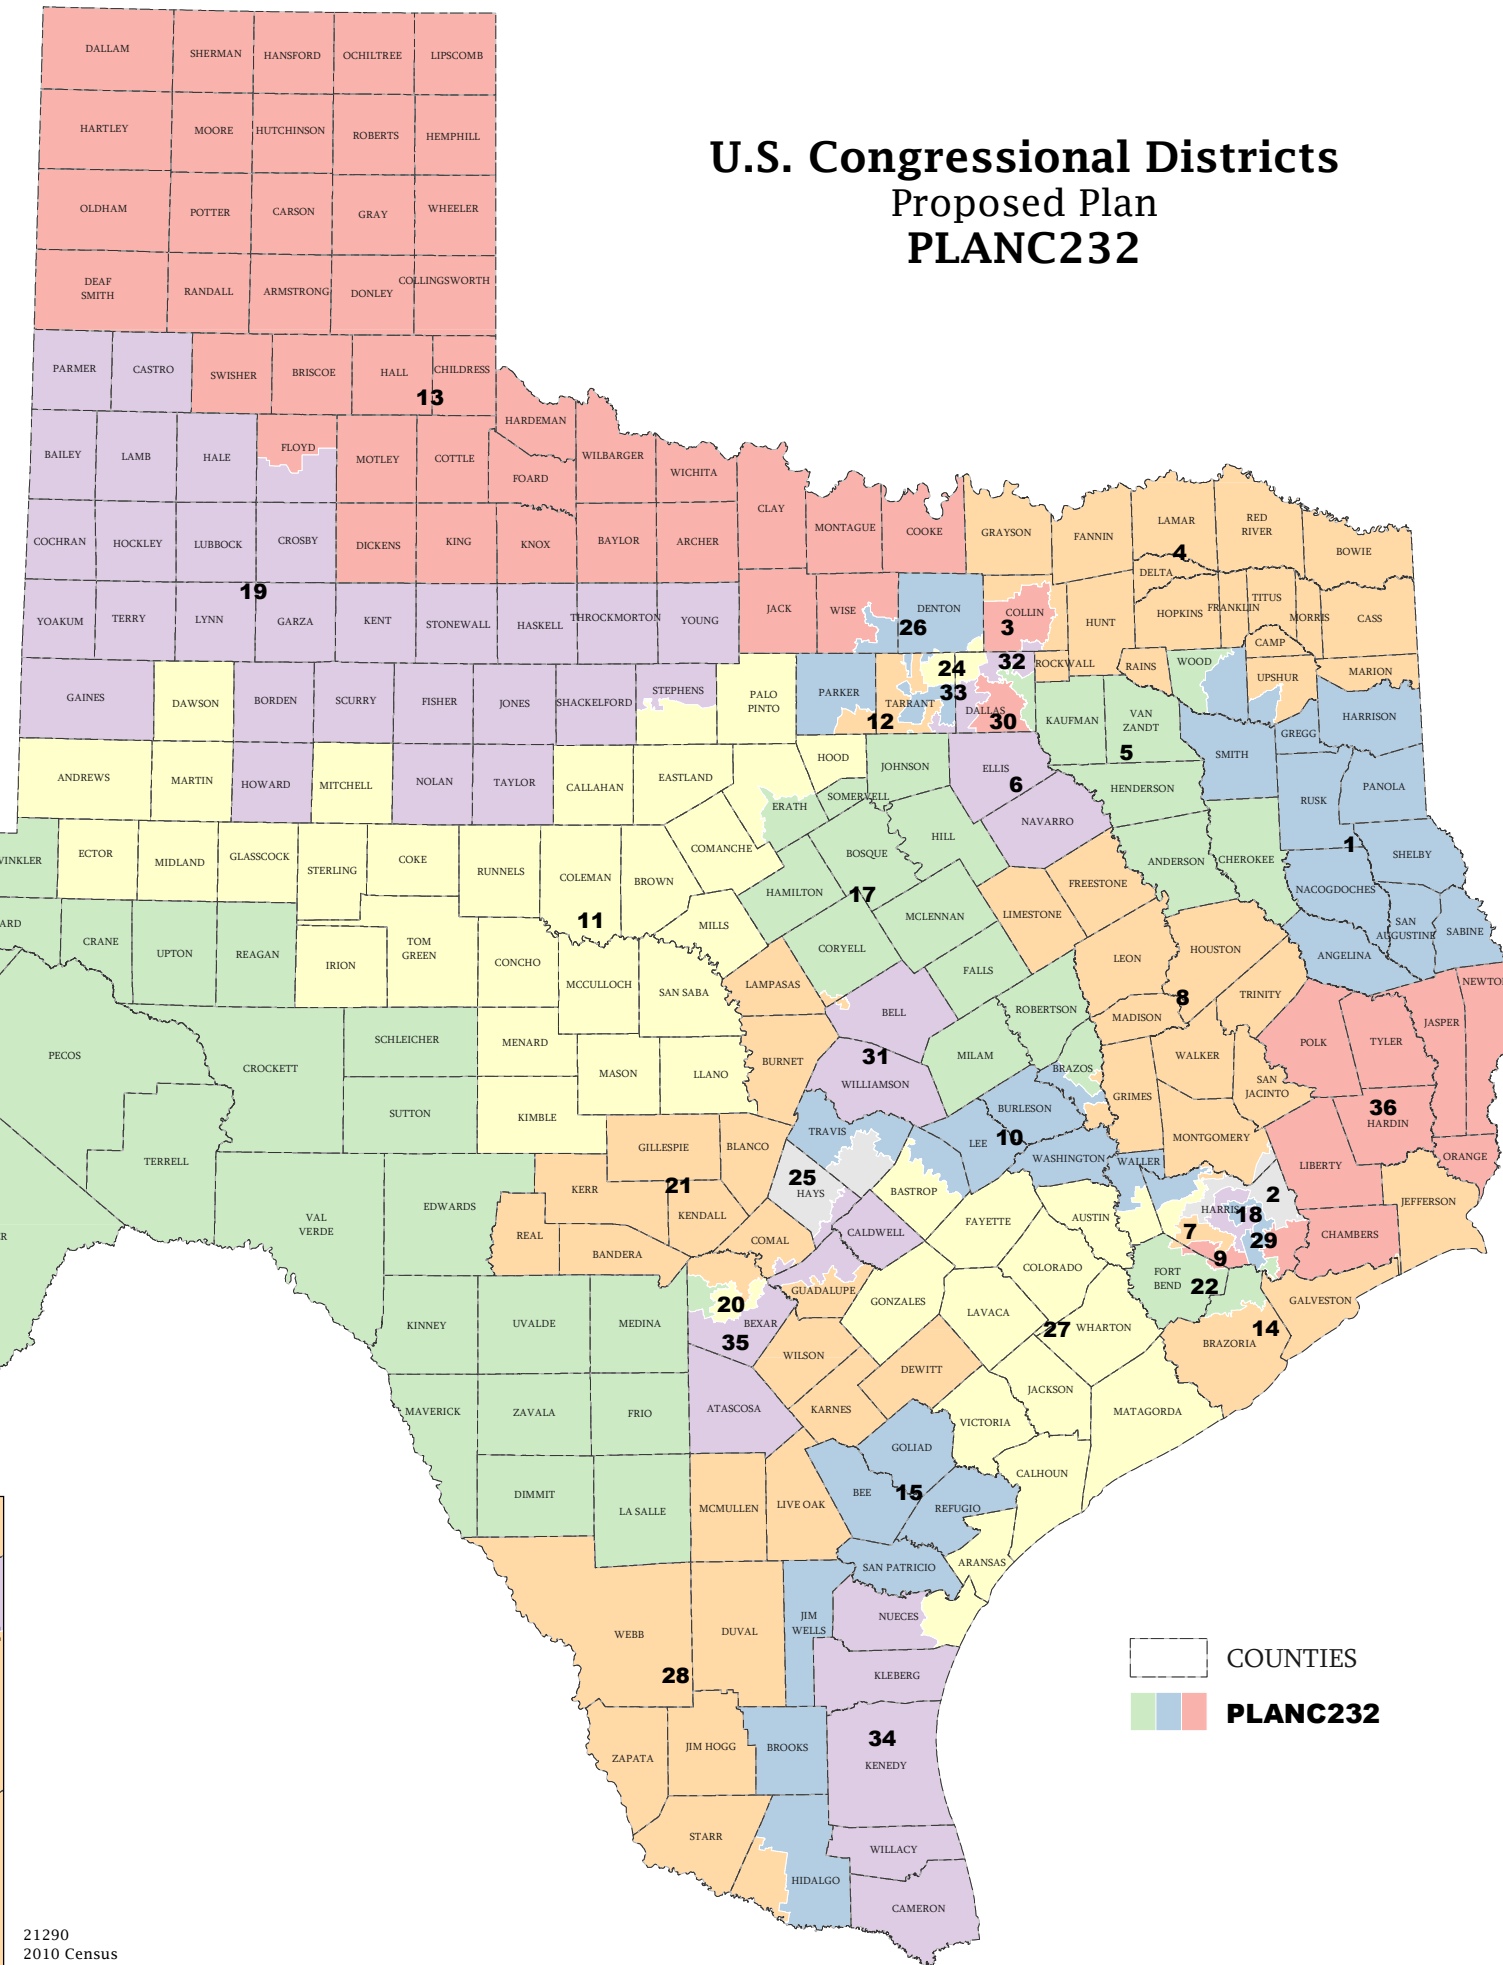 U.S. Congressional Districts
Proposed Plan
PLANC232
DALLAM
SHERMAN
HANSFORD
OCHILTREE
LIPSCOMB
HARTLEY
MOORE
HUTCHINSON
ROBERTS
HEMPHILL
OLDHAM
POTTER
CARSON
GRAY
WHEELER
DEAF
SMITH
RANDALL
ARMSTRONG
DONLEY
COLLINGSWORTH
PARMER
CASTRO
SWISHER
BRISCOE
HALL
CHILDRESS
13
HARDEMAN
BAILEY
LAMB
HALE
FLOYD
MOTLEY
COTTLE
FOARD
WILBARGER
WICHITA
CLAY
MONTAGUE
COOKE
GRAYSON
FANNIN
LAMAR
RED
RIVER
BOWIE
4
DELTA
COCHRAN
HOCKLEY
LUBBOCK
CROSBY
DICKENS
KING
KNOX
BAYLOR
ARCHER
19
YOAKUM
TERRY
LYNN
GARZA
KENT
STONEWALL
HASKELL
THROCKMORTON
YOUNG
JACK
WISE
DENTON
26
COLLIN
3
HUNT
HOPKINS
FRANKLIN
TITUS
MORRIS
CASS
CAMP
GAINES
DAWSON
BORDEN
SCURRY
FISHER
JONES
SHACKELFORD
STEPHENS
PALO
PINTO
PARKER
TARRANT
12
24
33
32
DALLAS
30
ROCKWALL
RAINS
WOOD
UPSHUR
MARION
KAUFMAN
VAN
ZANDT
5
HARRISON
GREGG
SMITH
ANDREWS
MARTIN
HOWARD
MITCHELL
NOLAN
TAYLOR
CALLAHAN
EASTLAND
HOOD
JOHNSON
ELLIS
6
HENDERSON
RUSK
PANOLA
ERATH
SOMERVELL
NAVARRO
HILL
WINKLER
ECTOR
MIDLAND
GLASSCOCK
STERLING
COKE
RUNNELS
COLEMAN
BROWN
COMANCHE
BOSQUE
ANDERSON
CHEROKEE
1
SHELBY
NACOGDOCHES
11
HAMILTON
17
MCLENNAN
LIMESTONE
FREESTONE
ARD
CRANE
UPTON
REAGAN
IRION
TOM
GREEN
CONCHO
MILLS
CORYELL
FALLS
LEON
HOUSTON
SAN
AUGUSTINE
SABINE
ANGELINA
MCCULLOCH
SAN SABA
LAMPASAS
BELL
ROBERTSON
MADISON
8
TRINITY
NEWTO
JASPER
PECOS
CROCKETT
SCHLEICHER
MENARD
MASON
LLANO
BURNET
31
WILLIAMSON
MILAM
BRAZOS
WALKER
POLK
TYLER
SUTTON
KIMBLE
GRIMES
SAN
JACINTO
36
HARDIN
TERRELL
GILLESPIE
BLANCO
TRAVIS
LEE
10
BURLESON
WASHINGTON
MONTGOMERY
WALLER
LIBERTY
ORANGE
R
VAL
VERDE
EDWARDS
KERR
21
KENDALL
25
HAYS
BASTROP
2
HARRIS
18
JEFFERSON
REAL
BANDERA
COMAL
CALDWELL
FAYETTE
AUSTIN
7
29
9
CHAMBERS
COLORADO
FORT
BEND
22
KINNEY
UVALDE
MEDINA
20
BEXAR
35
GUADALUPE
GONZALES
LAVACA
27
WHARTON
GALVESTON
14
BRAZORIA
WILSON
DEWITT
JACKSON
MAVERICK
ZAVALA
FRIO
ATASCOSA
KARNES
VICTORIA
MATAGORDA
GOLIAD
CALHOUN
DIMMIT
LA SALLE
MCMULLEN
LIVE OAK
BEE
15
REFUGIO
ARANSAS
SAN PATRICIO
WEBB
DUVAL
JIM
WELLS
NUECES
28
KLEBERG
COUNTIES
PLANC232
ZAPATA
JIM HOGG
BROOKS
34
KENEDY
STARR
HIDALGO
WILLACY
CAMERON
21290
2010 Census